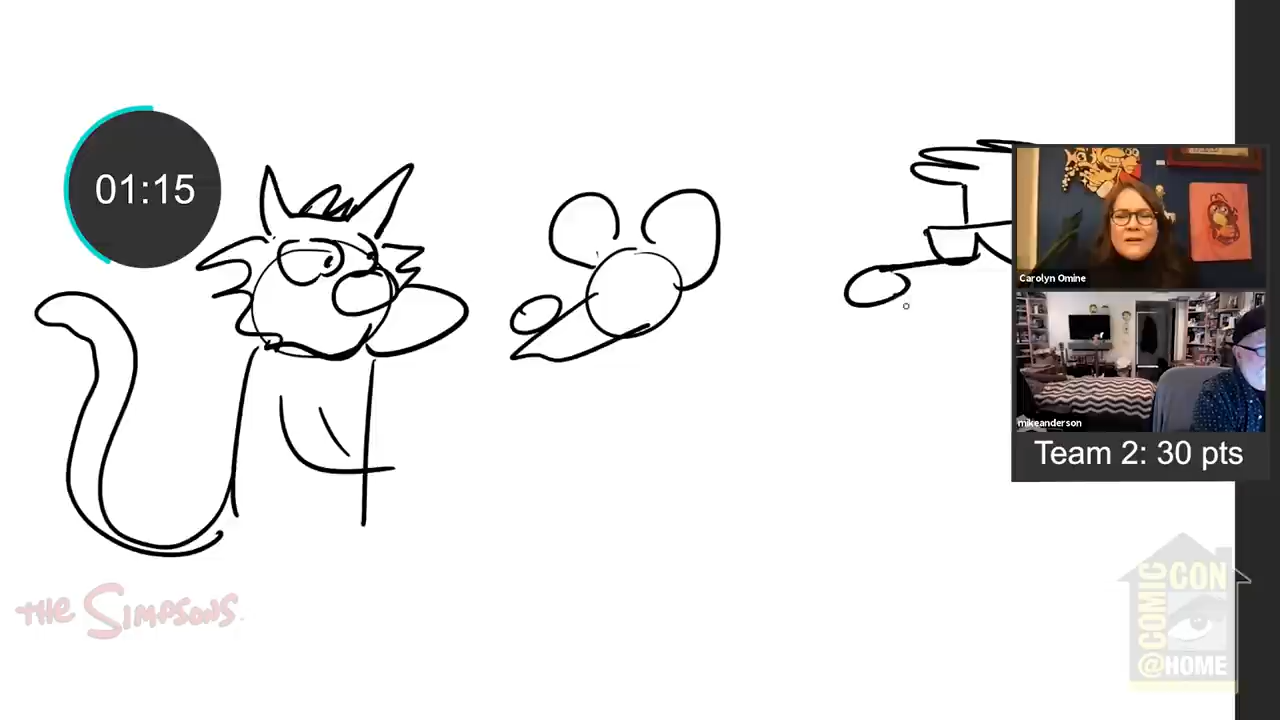 01:15
Carolyn Omine
mikeanderson
Team 2: 30 pts
THE SIMPSONS
COMIC
CON
@HOME